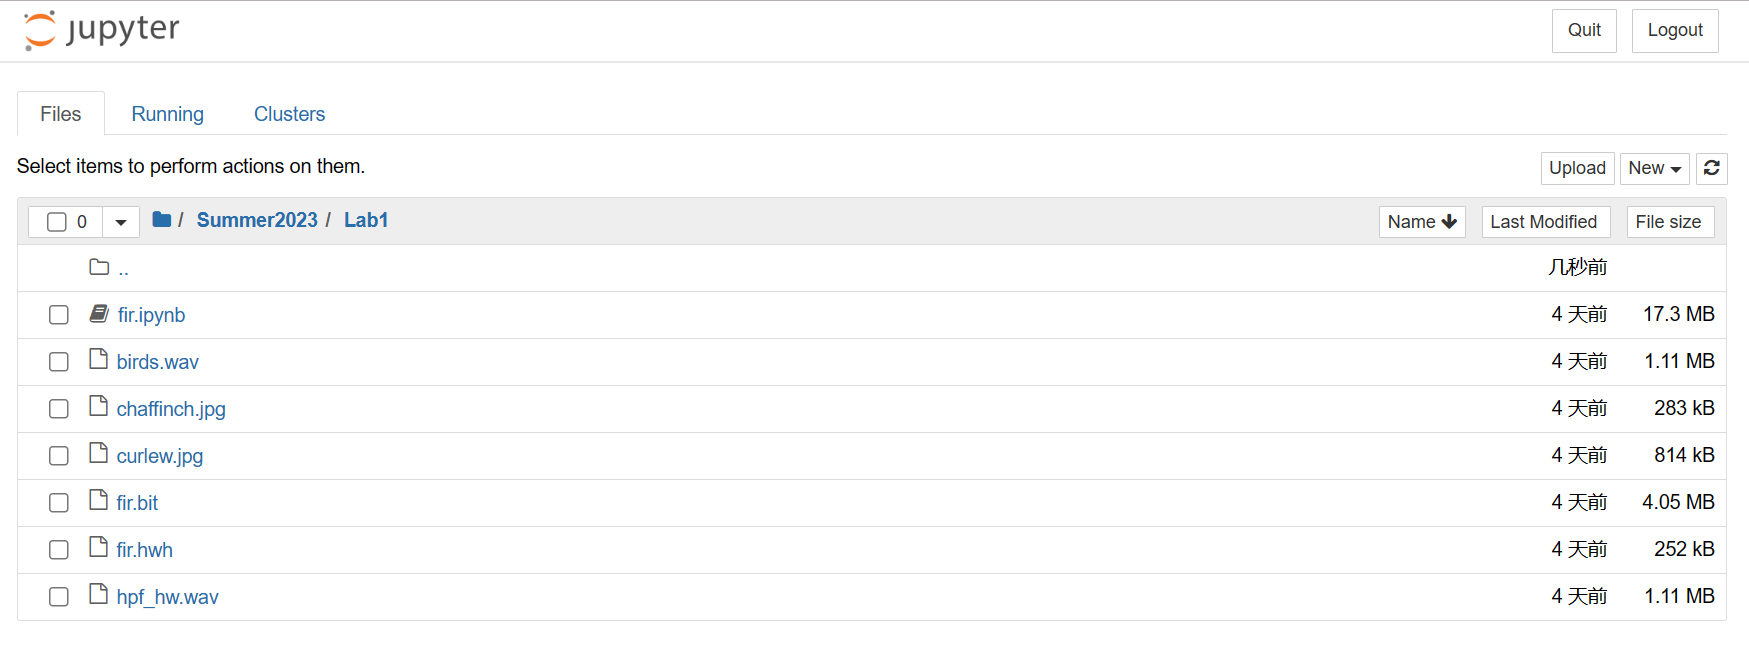 jupyter Quit Logout
Files Running Clusters
Select items to perform actions on them. Upload New
0 / Summer2023 / Lab1 Name Last Modified File size
.. 几秒前
fir.ipynb 4 天前 17.3 MB
birds.wav 4 天前 1.11 MB
chaffinch.jpg 4 天前 283 kB
curlew.jpg 4 天前 814 kB
fir.bit 4 天前 4.05 MB
fir.hwh 4 天前 252 kB
hpf_hw.wav 4 天前 1.11 MB